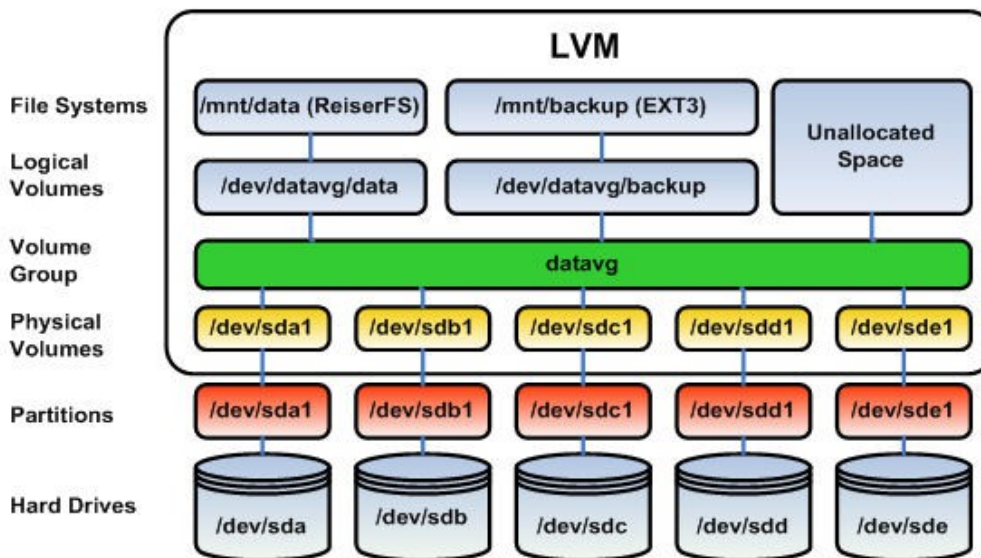 LVM
File Systems
/mnt/data (ReiserFS)
/mnt/backup (EXT3)
Unallocated
Space
Logical
Volumes
/dev/datavg/data
/dev/datavg/backup
Volume
Group
datavg
Physical
Volumes
/dev/sda1
/dev/sdb1
/dev/sdc1
/dev/sdd1
/dev/sde1
Partitions
/dev/sda1
/dev/sdb1
/dev/sdc1
/dev/sdd1
/dev/sde1
Hard Drives
/dev/sda
/dev/sdb
/dev/sdc
/dev/sdd
/dev/sde